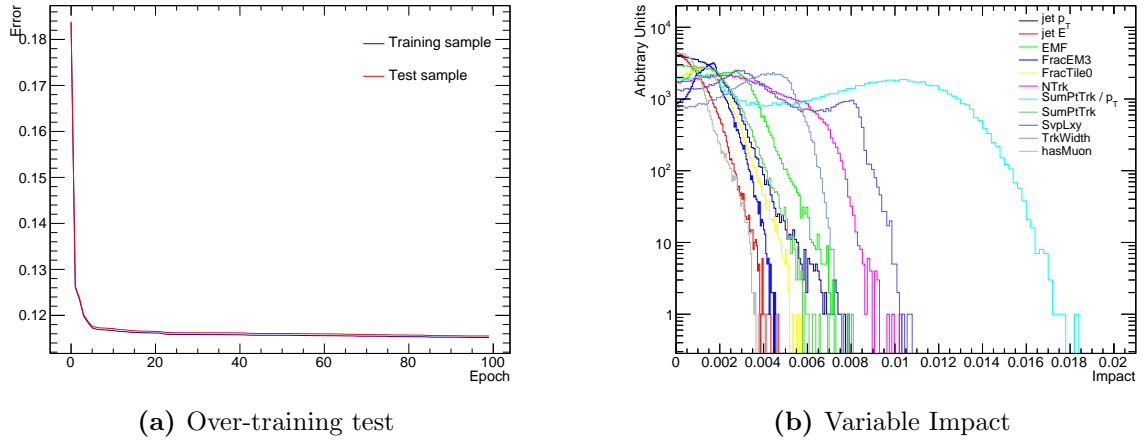 Error
0.18
0.17
0.16
0.15
0.14
0.13
0.12
0 20 40 60 80 100
Epoch
Training sample
Test sample
(a) Over-training test
Arbitrary Units
10^4
10^3
10^2
10
1
0 0.002 0.004 0.006 0.008 0.01 0.012 0.014 0.016 0.018 0.02
Impact
jet p_T
jet E
EMF
FracEM3
FracTile0
NTrk
SumPtTrk / p_T
SumPtTrk
SvpLxy
TrkWidth
hasMuon
(b) Variable Impact